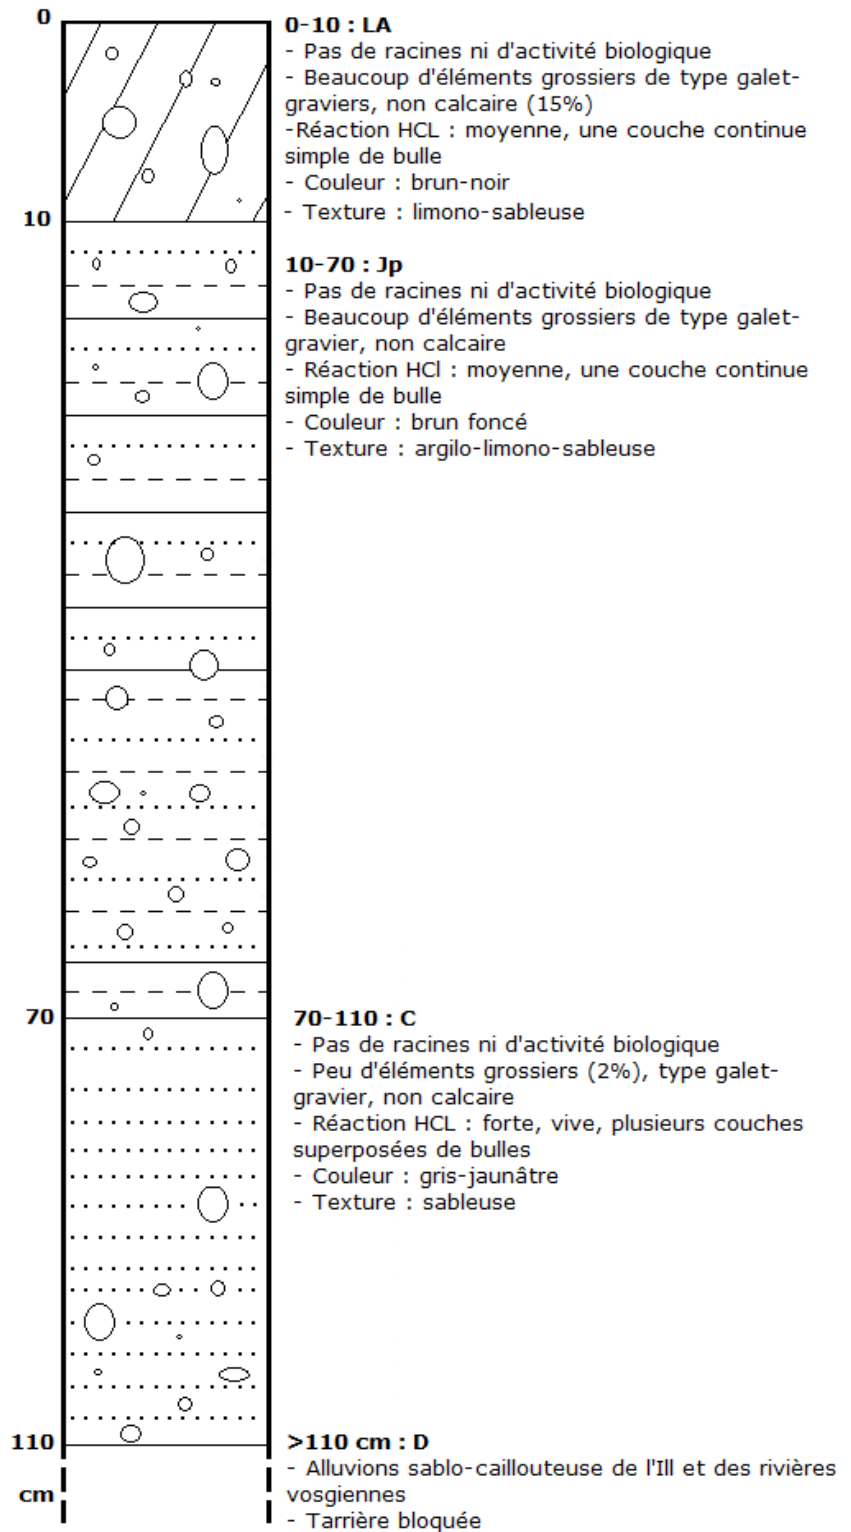 0
0-10 : LA
- Pas de racines ni d'activité biologique
- Beaucoup d'éléments grossiers de type galet-
graviers, non calcaire (15%)
-Réaction HCL : moyenne, une couche continue
simple de bulle
- Couleur : brun-noir
- Texture : limono-sableuse
10
10-70 : Jp
- Pas de racines ni d'activité biologique
- Beaucoup d'éléments grossiers de type galet-
gravier, non calcaire
- Réaction HCl : moyenne, une couche continue
simple de bulle
- Couleur : brun foncé
- Texture : argilo-limono-sableuse
70
70-110 : C
- Pas de racines ni d'activité biologique
- Peu d'éléments grossiers (2%), type galet-
gravier, non calcaire
- Réaction HCL : forte, vive, plusieurs couches
superposées de bulles
- Couleur : gris-jaunâtre
- Texture : sableuse
110
>110 cm : D
- Alluvions sablo-caillouteuse de l'Ill et des rivières
vosgiennes
- Tarrière bloquée
cm